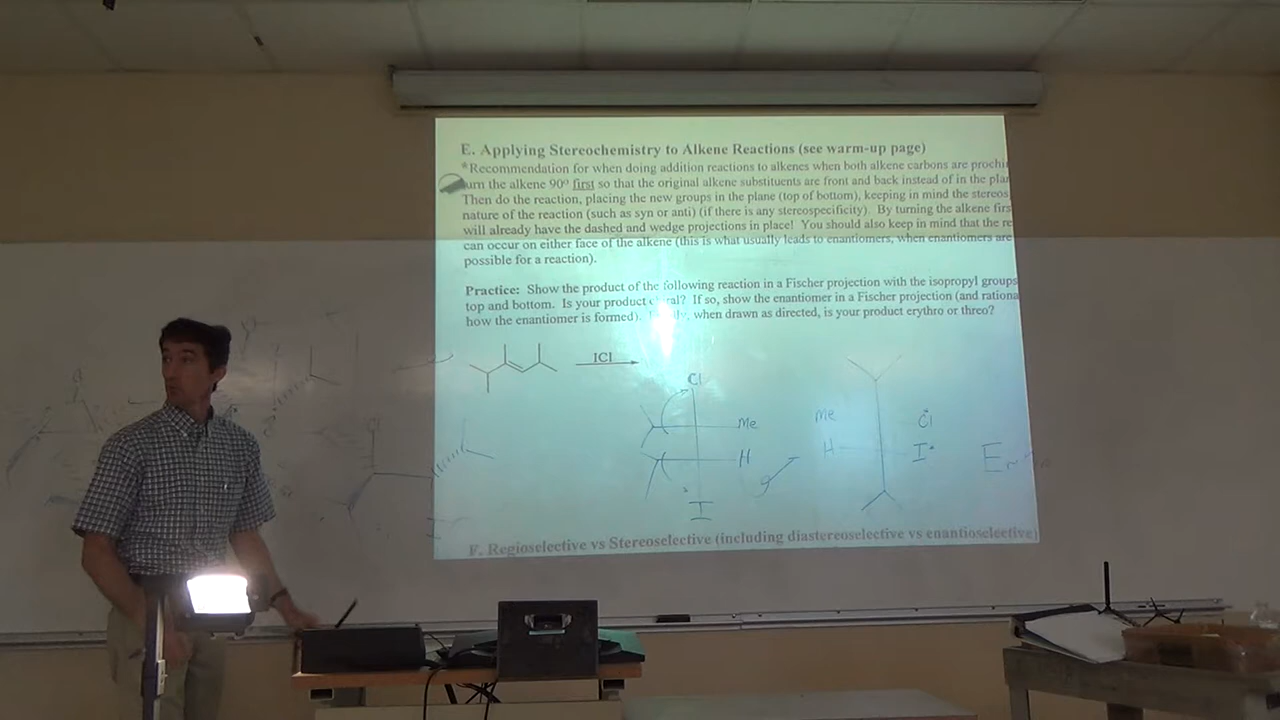 E. Applying Stereochemistry to Alkene Reactions (see warm-up page)
*Recommendation for when doing addition reactions to alkenes when both alkene carbons are prochi
urn the alkene 90º first so that the original alkene substituents are front and back instead of in the plan
Then do the reaction, placing the new groups in the plane (top of bottom), keeping in mind the stereos
nature of the reaction (such as syn or anti) (if there is any stereospecificity). By turning the alkene firs
will already have the dashed and wedge projections in place! You should also keep in mind that the re
can occur on either face of the alkene (this is what usually leads to enantiomers, when enantiomers are
possible for a reaction).
Practice: Show the product of the following reaction in a Fischer projection with the isopropyl groups
top and bottom. Is your product ral? If so, show the enantiomer in a Fischer projection (and rationa
how the enantiomer is formed). when drawn as directed, is your product erythro or threo?
ICl
Cl
Me
H
I
Me
Cl
H
I
F. Regioselective vs Stereoselective (including diastereoselective vs enantioselective)